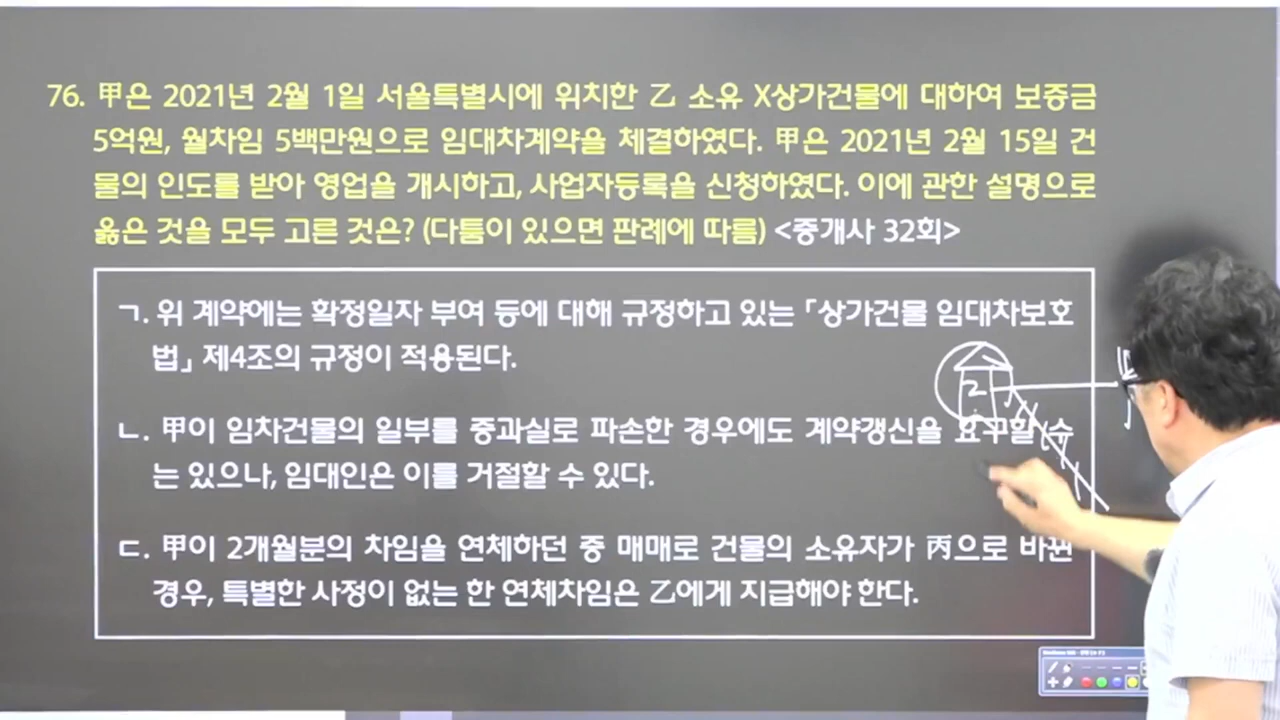 76. 甲은 2021년 2월 1일 서울특별시에 위치한 乙 소유 X상가건물에 대하여 보증금
5억원, 월차임 5백만원으로 임대차계약을 체결하였다. 甲은 2021년 2월 15일 건
물의 인도를 받아 영업을 개시하고, 사업자등록을 신청하였다. 이에 관한 설명으로
옳은 것을 모두 고른 것은? (다툼이 있으면 판례에 따름) <중개사 32회>
ㄱ. 위 계약에는 확정일자 부여 등에 대해 규정하고 있는 「상가건물 임대차보호
법」 제4조의 규정이 적용된다.
ㄴ. 甲이 임차건물의 일부를 중과실로 파손한 경우에도 계약갱신을 요구할 수
는 있으나, 임대인은 이를 거절할 수 있다.
ㄷ. 甲이 2개월분의 차임을 연체하던 중 매매로 건물의 소유자가 丙으로 바뀐
경우, 특별한 사정이 없는 한 연체차임은 乙에게 지급해야 한다.